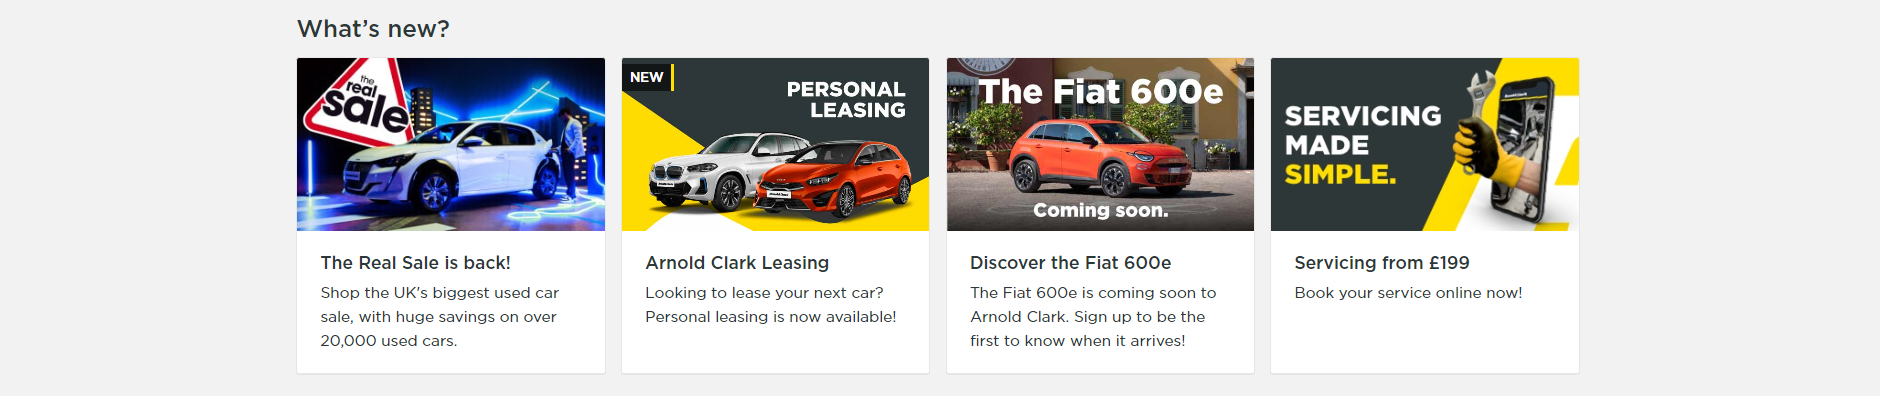 What’s new?
the
real
sale
The Real Sale is back!
Shop the UK's biggest used car
sale, with huge savings on over
20,000 used cars.
NEW
PERSONAL
LEASING
Arnold Clark Leasing
Looking to lease your next car?
Personal leasing is now available!
The Fiat 600e
Coming soon.
Discover the Fiat 600e
The Fiat 600e is coming soon to
Arnold Clark. Sign up to be the
first to know when it arrives!
SERVICING
MADE
SIMPLE.
Servicing from £199
Book your service online now!